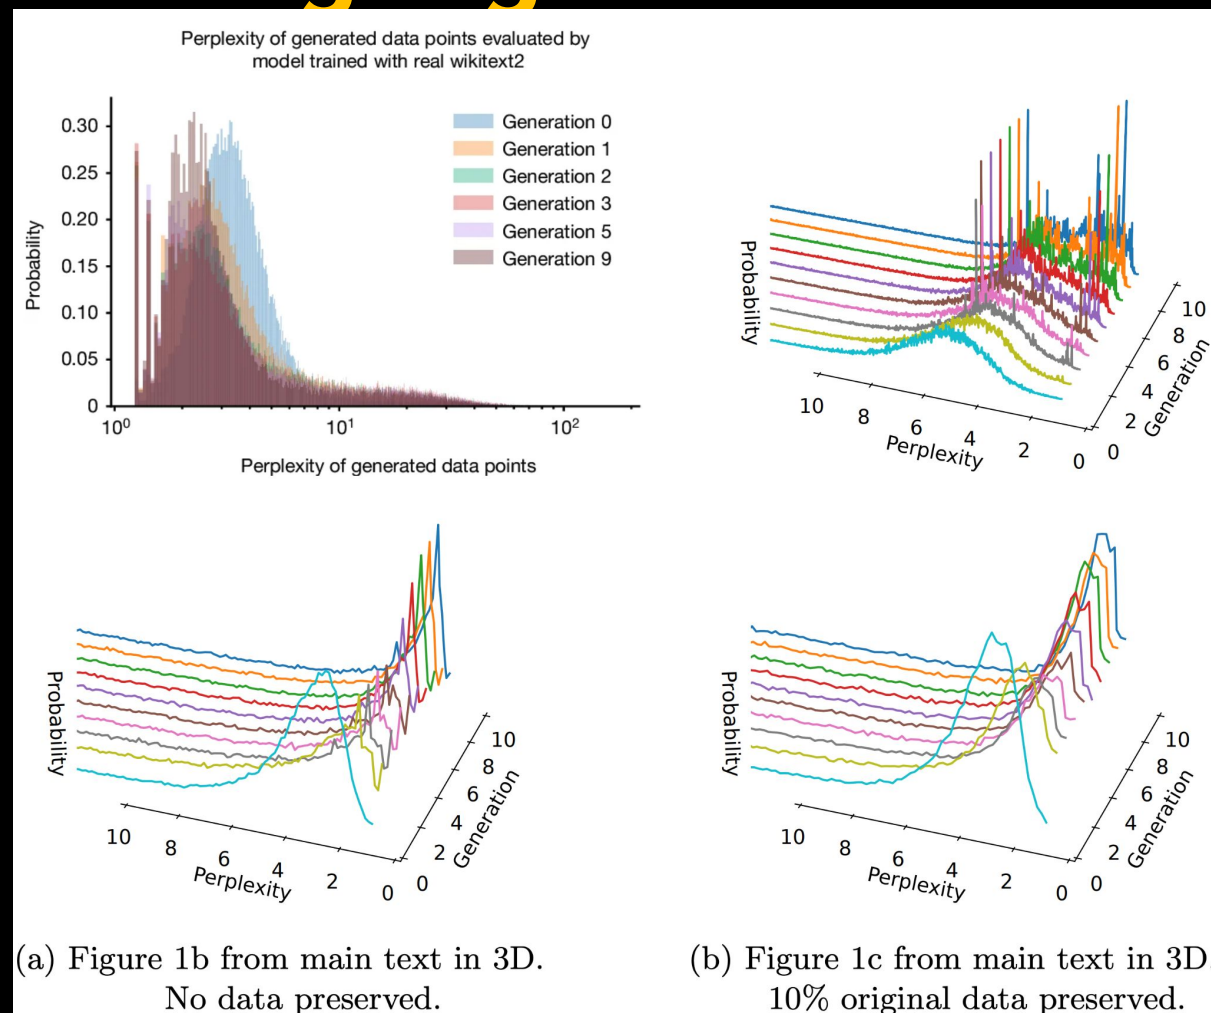 Perplexity of generated data points evaluated by
model trained with real wikitext2
Probability
0.30
0.25
0.20
0.15
0.10
0.05
0
10⁰
10¹
10²
Perplexity of generated data points
Generation 0
Generation 1
Generation 2
Generation 3
Generation 5
Generation 9
Probability
10
8
6
4
2
0
Perplexity
0
2
4
6
8
10
Generation
Probability
10
8
6
4
2
0
Perplexity
0
2
4
6
8
10
Generation
(a) Figure 1b from main text in 3D.
No data preserved.
Probability
10
8
6
4
2
0
Perplexity
0
2
4
6
8
10
Generation
(b) Figure 1c from main text in 3D.
10% original data preserved.